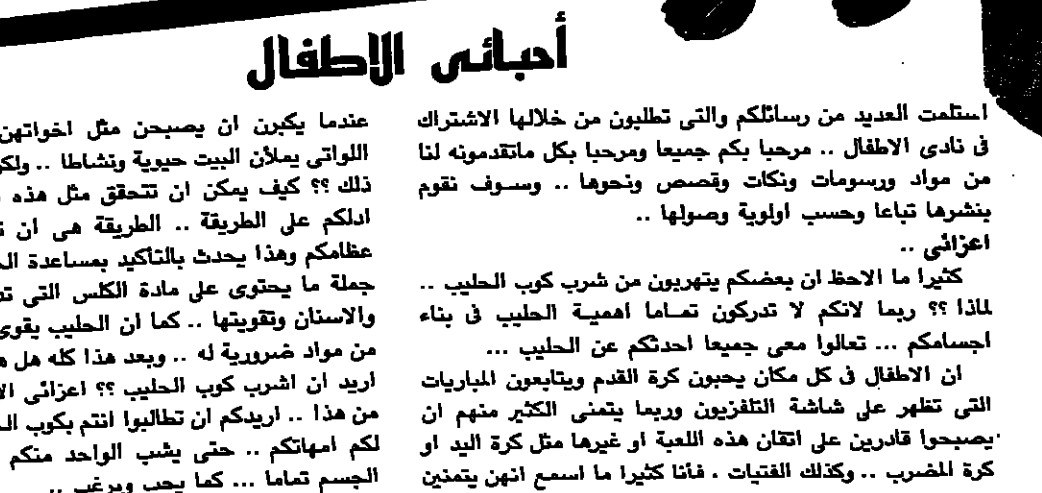 أحبائى الاطفال
استلمت العديد من رسائلكم والتى تطلبون من خلالها الاشتراك
فى نادى الاطفال .. مرحبا بكم جميعا ومرحبا بكل ماتقدمونه لنا
من مواد ورسومات ونكات وقصص ونحوها .. وسوف نقوم
بنشرها تباعا وحسب اولوية وصولها ..
اعزائى ..
كثيرا ما الاحظ ان بعضكم يتهربون من شرب كوب الحليب ..
لماذا ؟؟ ربما لانكم لا تدركون تماما أهمية الحليب فى بناء
اجسامكم ... تعالوا معى جميعا احدثكم عن الحليب ...
ان الاطفال فى كل مكان يحبون كرة القدم ويتابعون المباريات
التى تظهر على شاشة التلفزيون وربما يتمنى الكثير منهم ان
يصبحوا قادرين على اتقان هذه اللعبة او غيرها مثل كرة اليد او
كرة المضرب .. وكذلك الفتيات . فأنا كثيرا ما اسمع انهن يتمنين
عندما يكبرن ان يصبحن مثل اخواتهن
اللواتى يملأن البيت حيوية ونشاطا ..
ذلك ؟؟ كيف يمكن ان تتحقق مثل هذه
ادلكم على الطريقة .. الطريقة هى ان
عظامكم وهذا يحدث بالتأكيد بمساعدة
جملة ما يحتوى على مادة الكلس التى
والاسنان وتقويتها .. كما ان الحليب يقوى
من مواد ضرورية له .. وبعد هذا كله هل
اريد ان اشرب كوب الحليب ؟؟ اعزائى
من هذا .. اريدكم ان تطالبوا انتم بكوب
لكم امهاتكم .. حتى يشب الواحد منكم
الجسم تماما ... كما يحب ويرغب ..